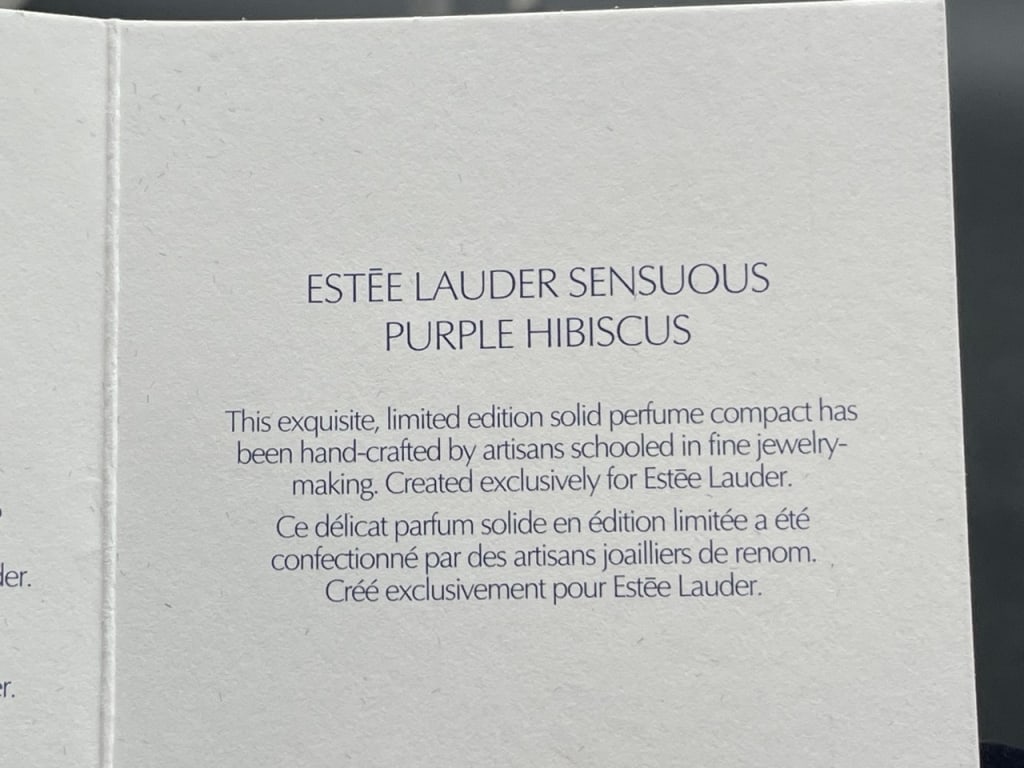 ESTĒE LAUDER SENSUOUS
PURPLE HIBISCUS
This exquisite, limited edition solid perfume compact has
been hand-crafted by artisans schooled in fine jewelry-
making. Created exclusively for Estēe Lauder.
Ce délicat parfum solide en édition limitée a été
confectionné par des artisans joailliers de renom.
Créé exclusivement pour Estēe Lauder.